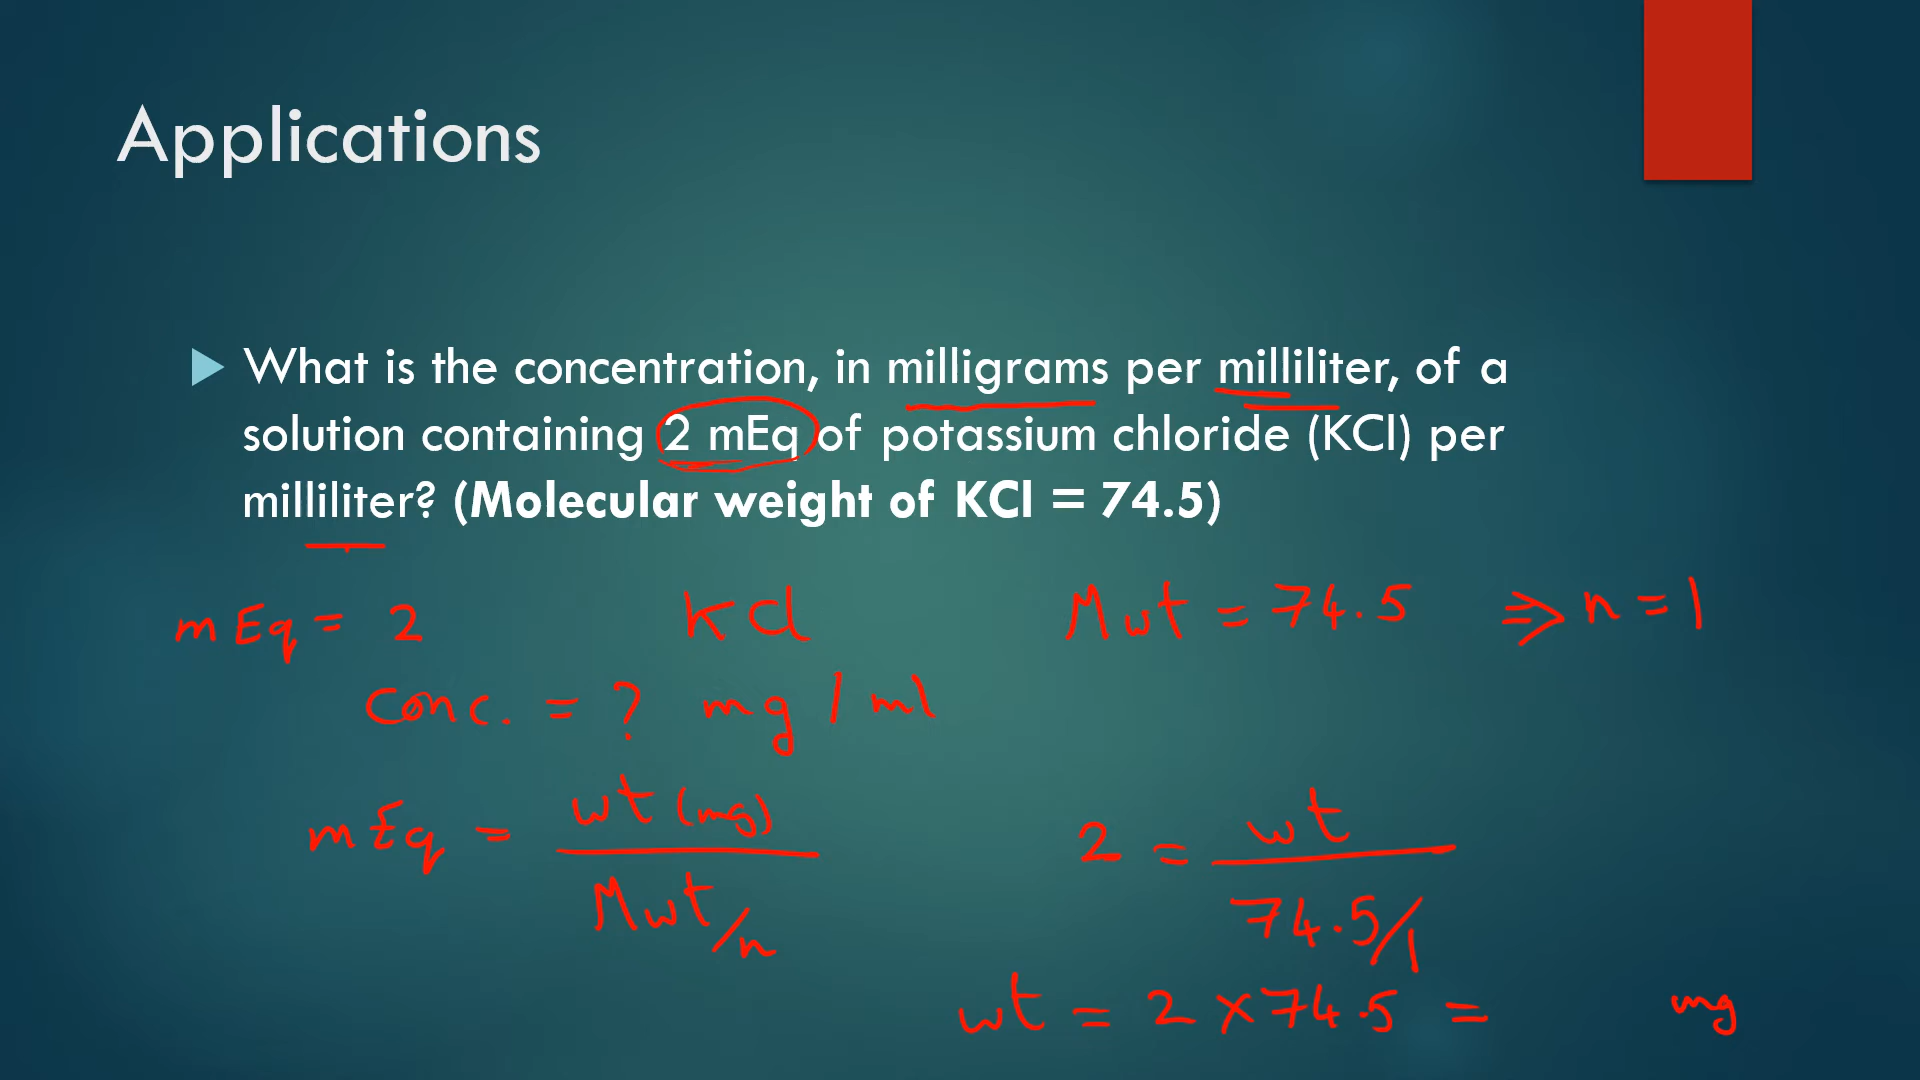 Applications
What is the concentration, in milligrams per milliliter, of a
solution containing 2 mEq of potassium chloride (KCl) per
milliliter? (Molecular weight of KCl = 74.5)
mEq = 2 KCl Mwt = 74.5 ⇒ n = 1
Conc. = ? mg / ml
mEq = wt (mg) / Mwt/n
2 = wt / 74.5/1
wt = 2 × 74.5 = mg